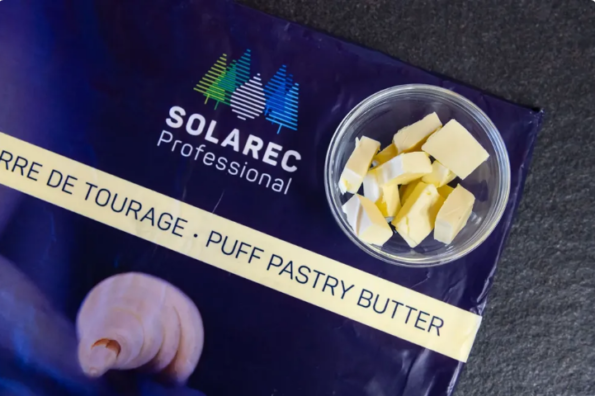 SOLAREC
Professional
RRE DE TOURAGE · PUFF PASTRY BUTTER